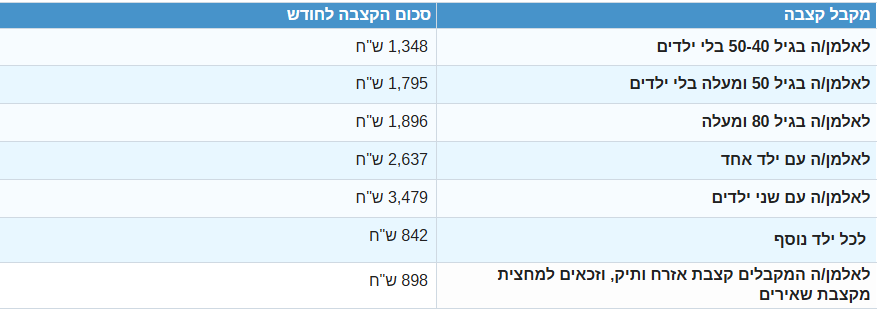 מקבל קצבה סכום הקצבה לחודש
לאלמן/ה בגיל 50-40 בלי ילדים 1,348 ש"ח
לאלמן/ה בגיל 50 ומעלה בלי ילדים 1,795 ש"ח
לאלמן/ה בגיל 80 ומעלה 1,896 ש"ח
לאלמן/ה עם ילד אחד 2,637 ש"ח
לאלמן/ה עם שני ילדים 3,479 ש"ח
לכל ילד נוסף 842 ש"ח
לאלמן/ה המקבלים קצבת אזרח ותיק, וזכאים למחצית 898 ש"ח
מקצבת שאירים